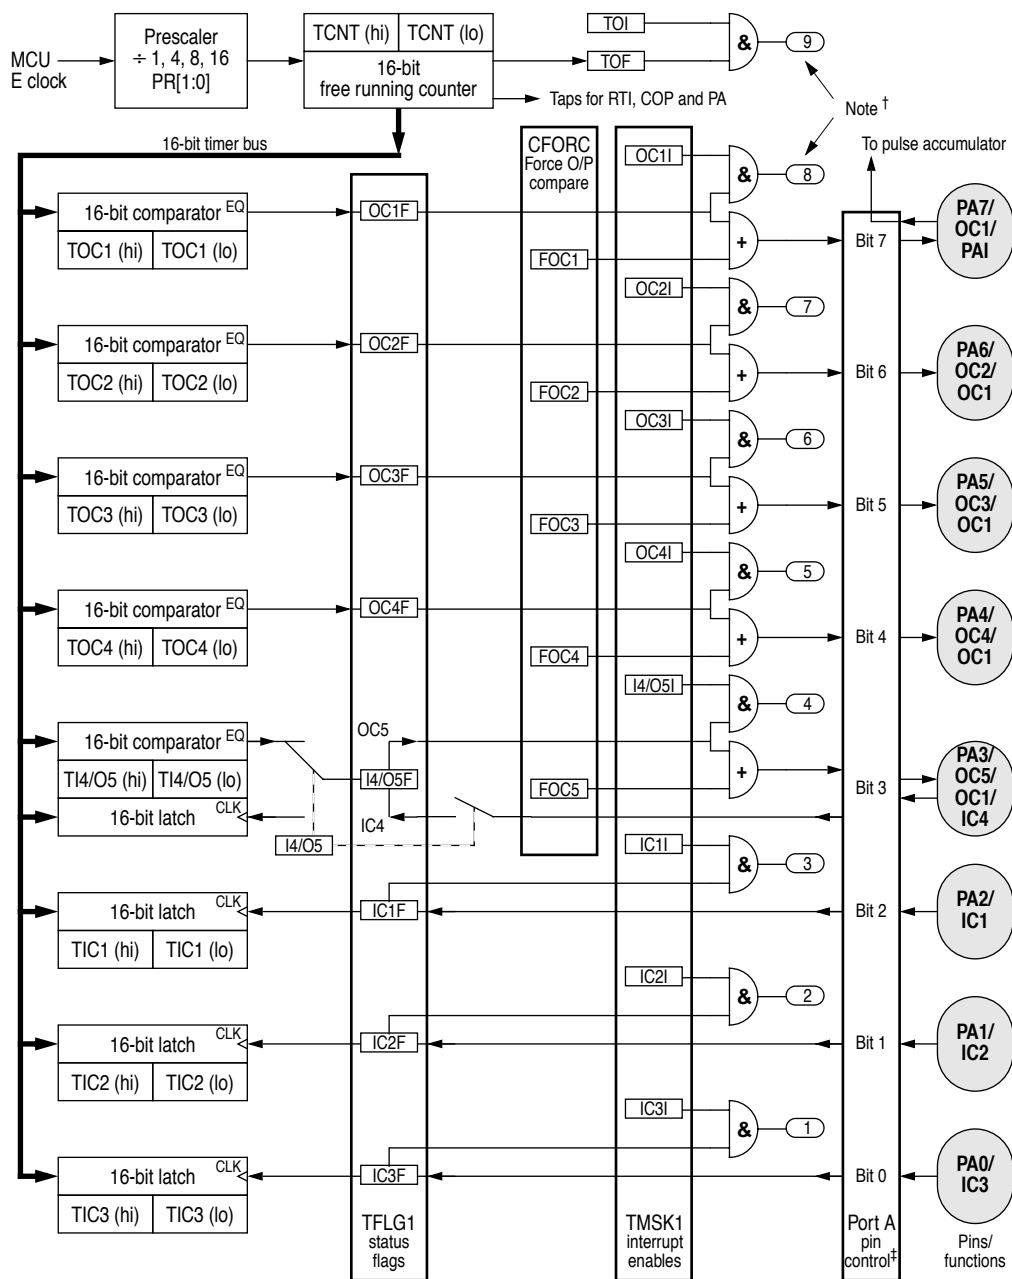 MCU
E clock
Prescaler
÷ 1, 4, 8, 16
PR[1:0]
TCNT (hi) TCNT (lo)
16-bit
free running counter
TOI
TOF
&
9
Taps for RTI, COP and PA
Note †
16-bit timer bus
CFORC
Force O/P
compare
To pulse accumulator
OC1I
&
8
16-bit comparator EQ
TOC1 (hi) TOC1 (lo)
OC1F
FOC1
+
Bit 7
PA7/
OC1/
PAI
OC2I
&
7
16-bit comparator EQ
TOC2 (hi) TOC2 (lo)
OC2F
FOC2
+
Bit 6
PA6/
OC2/
OC1
OC3I
&
6
16-bit comparator EQ
TOC3 (hi) TOC3 (lo)
OC3F
FOC3
+
Bit 5
PA5/
OC3/
OC1
OC4I
&
5
16-bit comparator EQ
TOC4 (hi) TOC4 (lo)
OC4F
FOC4
+
Bit 4
PA4/
OC4/
OC1
I4/O5I
&
4
16-bit comparator EQ
TI4/O5 (hi) TI4/O5 (lo)
16-bit latch CLK
OC5
I4/O5F
IC4
I4/O5
FOC5
+
Bit 3
PA3/
OC5/
OC1/
IC4
IC1I
&
3
16-bit latch CLK
TIC1 (hi) TIC1 (lo)
IC1F
Bit 2
PA2/
IC1
IC2I
&
2
16-bit latch CLK
TIC2 (hi) TIC2 (lo)
IC2F
Bit 1
PA1/
IC2
IC3I
&
1
16-bit latch CLK
TIC3 (hi) TIC3 (lo)
IC3F
Bit 0
PA0/
IC3
TFLG1
status
flags
TMSK1
interrupt
enables
Port A
pin
control‡
Pins/
functions